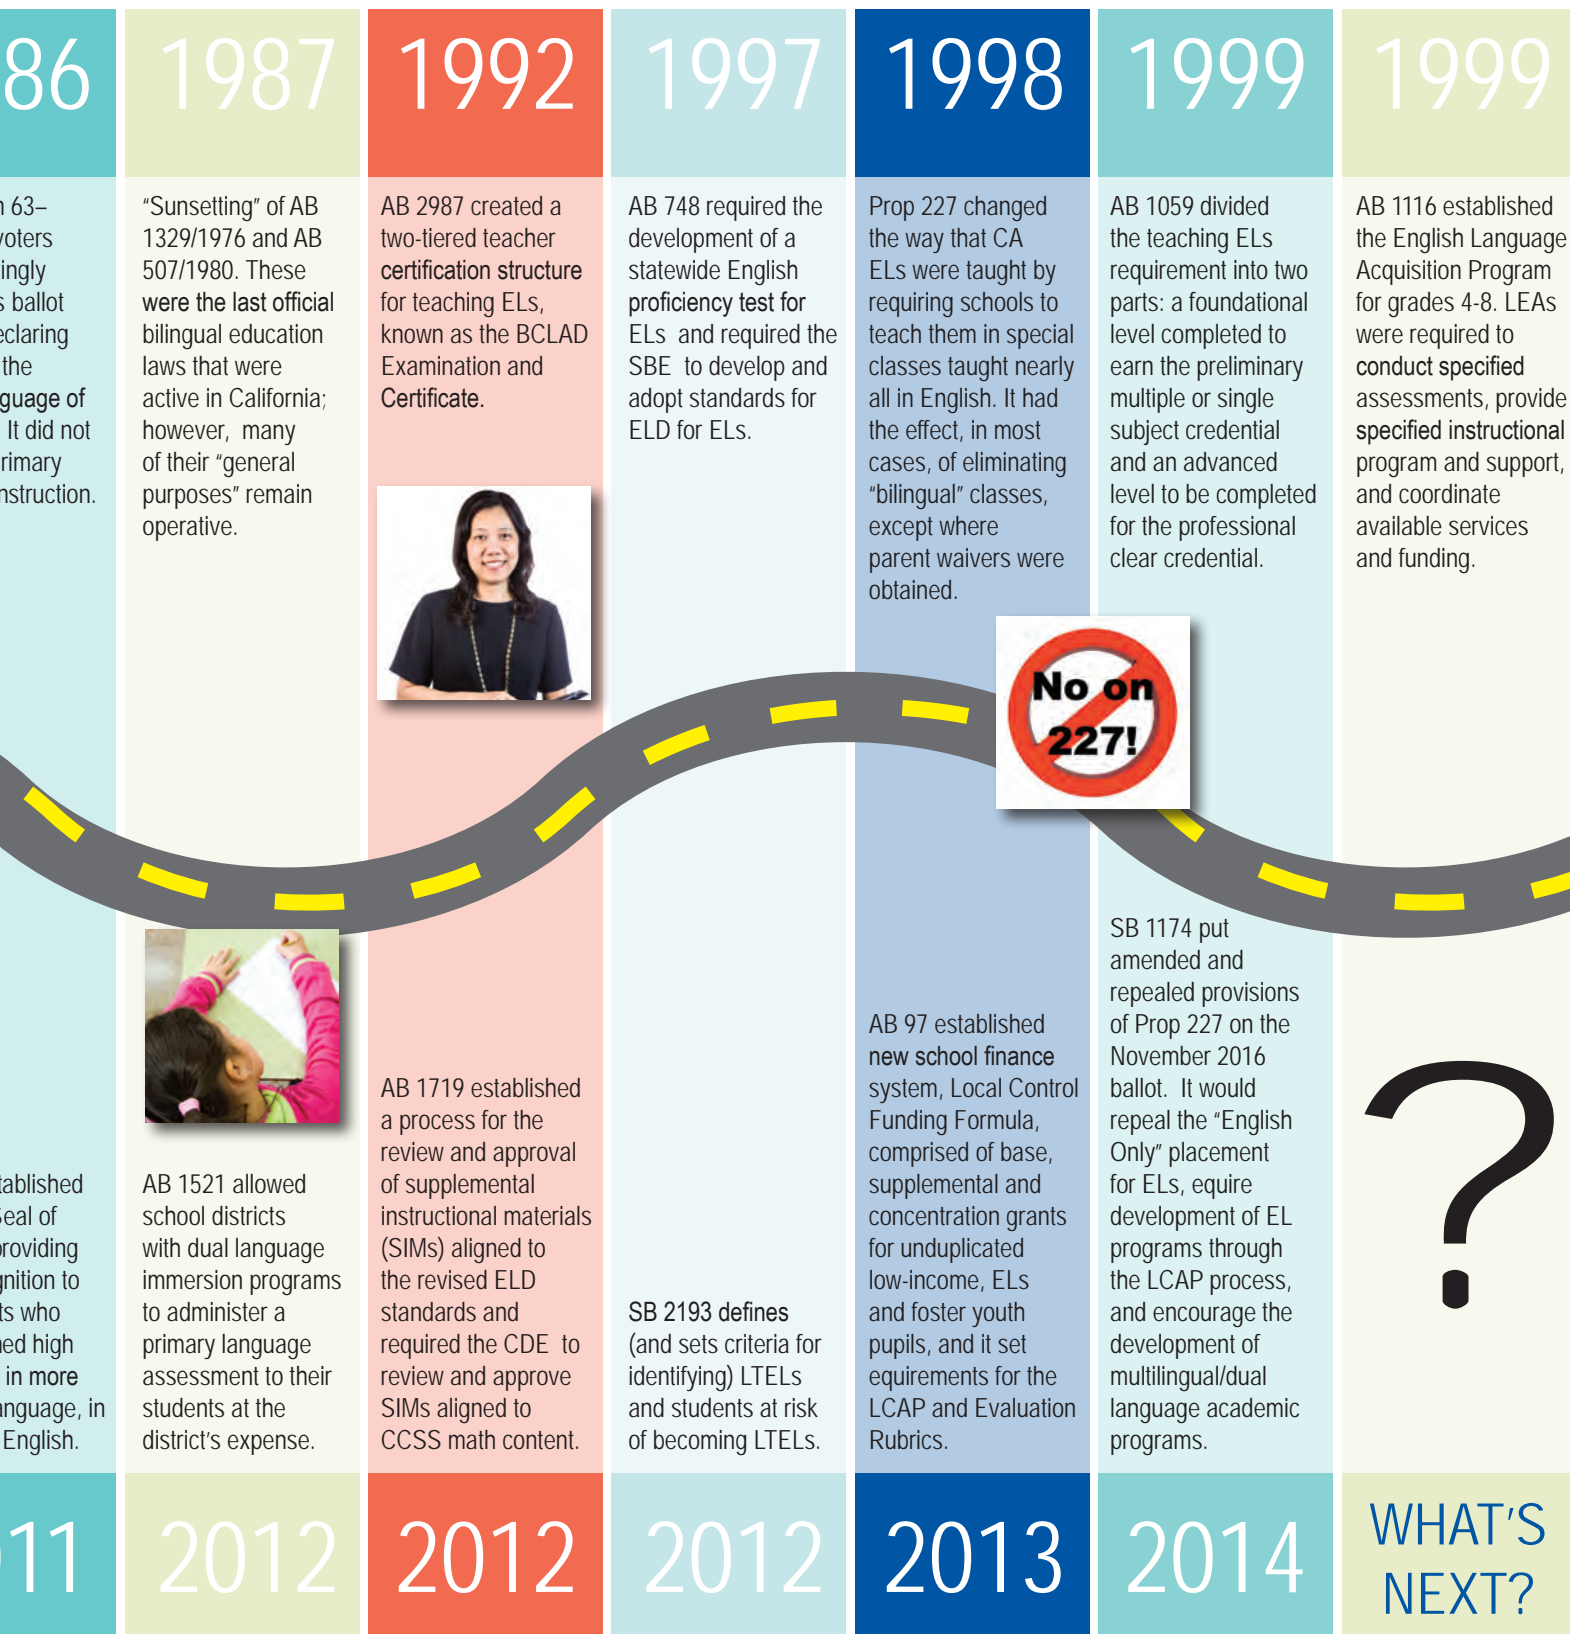 86
1987
1992
1997
1998
1999
1999
n 63–
voters
ingly
s ballot
eclaring
the
guage of
It did not
rimary
nstruction.
“Sunsetting” of AB
1329/1976 and AB
507/1980. These
were the last official
bilingual education
laws that were
active in California;
however, many
of their “general
purposes” remain
operative.
AB 2987 created a
two-tiered teacher
certification structure
for teaching ELs,
known as the BCLAD
Examination and
Certificate.
AB 748 required the
development of a
statewide English
proficiency test for
ELs and required the
SBE to develop and
adopt standards for
ELD for ELs.
Prop 227 changed
the way that CA
ELs were taught by
requiring schools to
teach them in special
classes taught nearly
all in English. It had
the effect, in most
cases, of eliminating
“bilingual” classes,
except where
parent waivers were
obtained.
AB 1059 divided
the teaching ELs
requirement into two
parts: a foundational
level completed to
earn the preliminary
multiple or single
subject credential
and an advanced
level to be completed
for the professional
clear credential.
AB 1116 established
the English Language
Acquisition Program
for grades 4-8. LEAs
were required to
conduct specified
assessments, provide
specified instructional
program and support,
and coordinate
available services
and funding.
No on
227!
tablished
Seal of
providing
gnition to
ts who
ned high
in more
anguage, in
English.
AB 1521 allowed
school districts
with dual language
immersion programs
to administer a
primary language
assessment to their
students at the
district’s expense.
AB 1719 established
a process for the
review and approval
of supplemental
instructional materials
(SIMs) aligned to
the revised ELD
standards and
required the CDE to
review and approve
SIMs aligned to
CCSS math content.
SB 2193 defines
(and sets criteria for
identifying) LTELs
and students at risk
of becoming LTELs.
AB 97 established
new school finance
system, Local Control
Funding Formula,
comprised of base,
supplemental and
concentration grants
for unduplicated
low-income, ELs
and foster youth
pupils, and it set
equirements for the
LCAP and Evaluation
Rubrics.
SB 1174 put
amended and
repealed provisions
of Prop 227 on the
November 2016
ballot. It would
repeal the “English
Only” placement
for ELs, equire
development of EL
programs through
the LCAP process,
and encourage the
development of
multilingual/dual
language academic
programs.
?
11
2012
2012
2012
2013
2014
WHAT’S
NEXT?